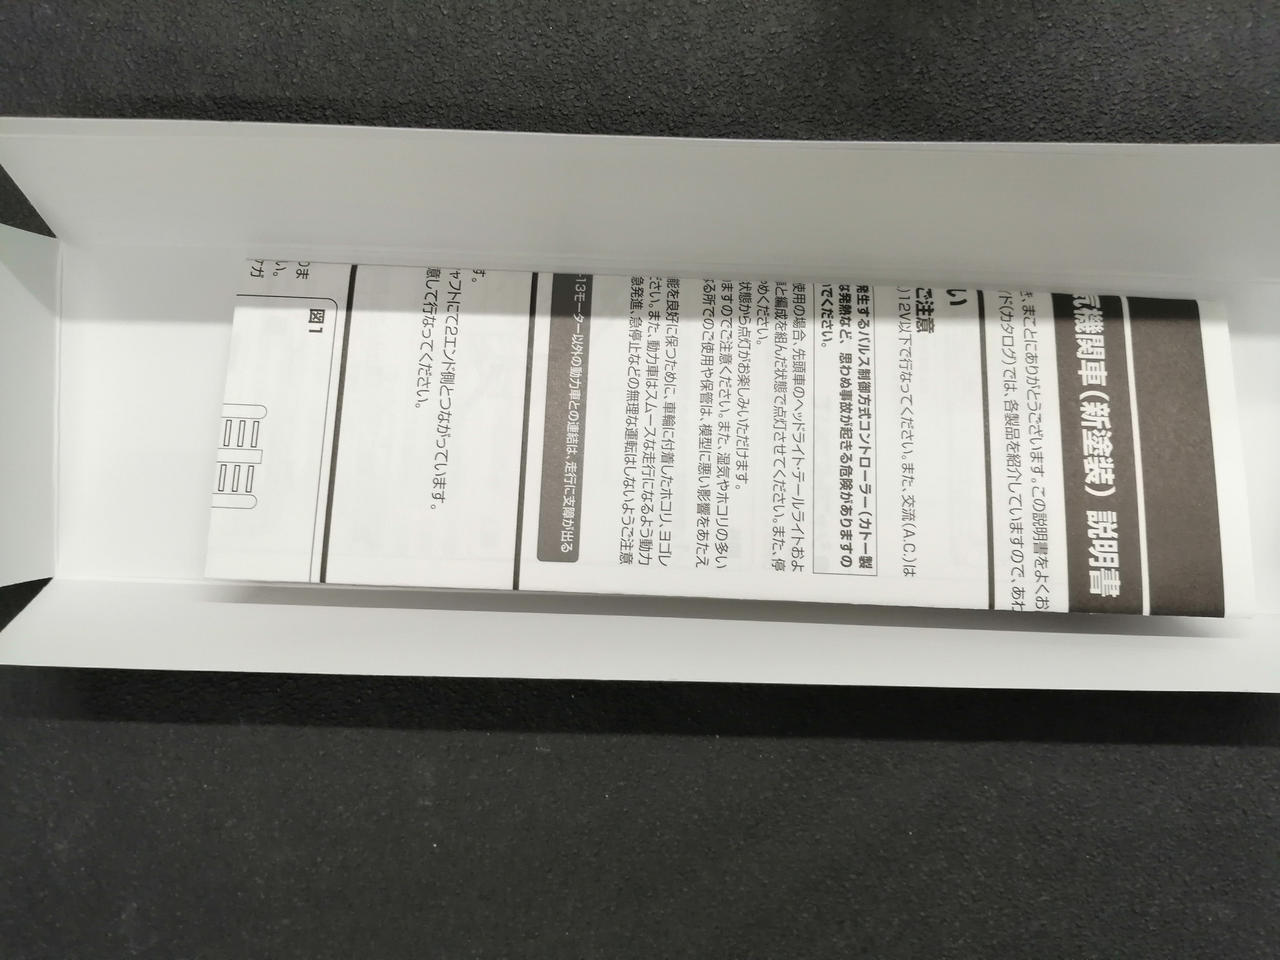 気機関車（新塗装）説明書
き、まことにありがとうございます。この説明書をよくお
ド(カタログ)では、各製品を紹介していますので、あわ
い
ご注意
)12V以下で行なってください。また、交流(A.C.)は
発生するパルス制御方式コントローラー(カトー製
な発熱など、思わぬ事故が起きる危険がありますの
でください。
使用の場合、先頭車のヘッドライト・テールライトおよ
と編成を組んだ状態で点灯させてください。また、停
めください。
状態から点灯がお楽しみいただけます。
ますのでご注意ください。また、湿気やホコリの多い
る所でのご使用や保管は、模型に悪い影響をあたえ
能を良好に保つために、車輪に付着したホコリ、ヨゴレ
ださい。また、動力車はスムースな走行になるよう動力
急発進、急停止などの無理な運転はしないようご注意
-13モーター以外の動力車との連結は、走行に支障が出る
す。
ャフトにて2エンド側とつながっています。
意して行なってください。
図1
りま
い。
アガ